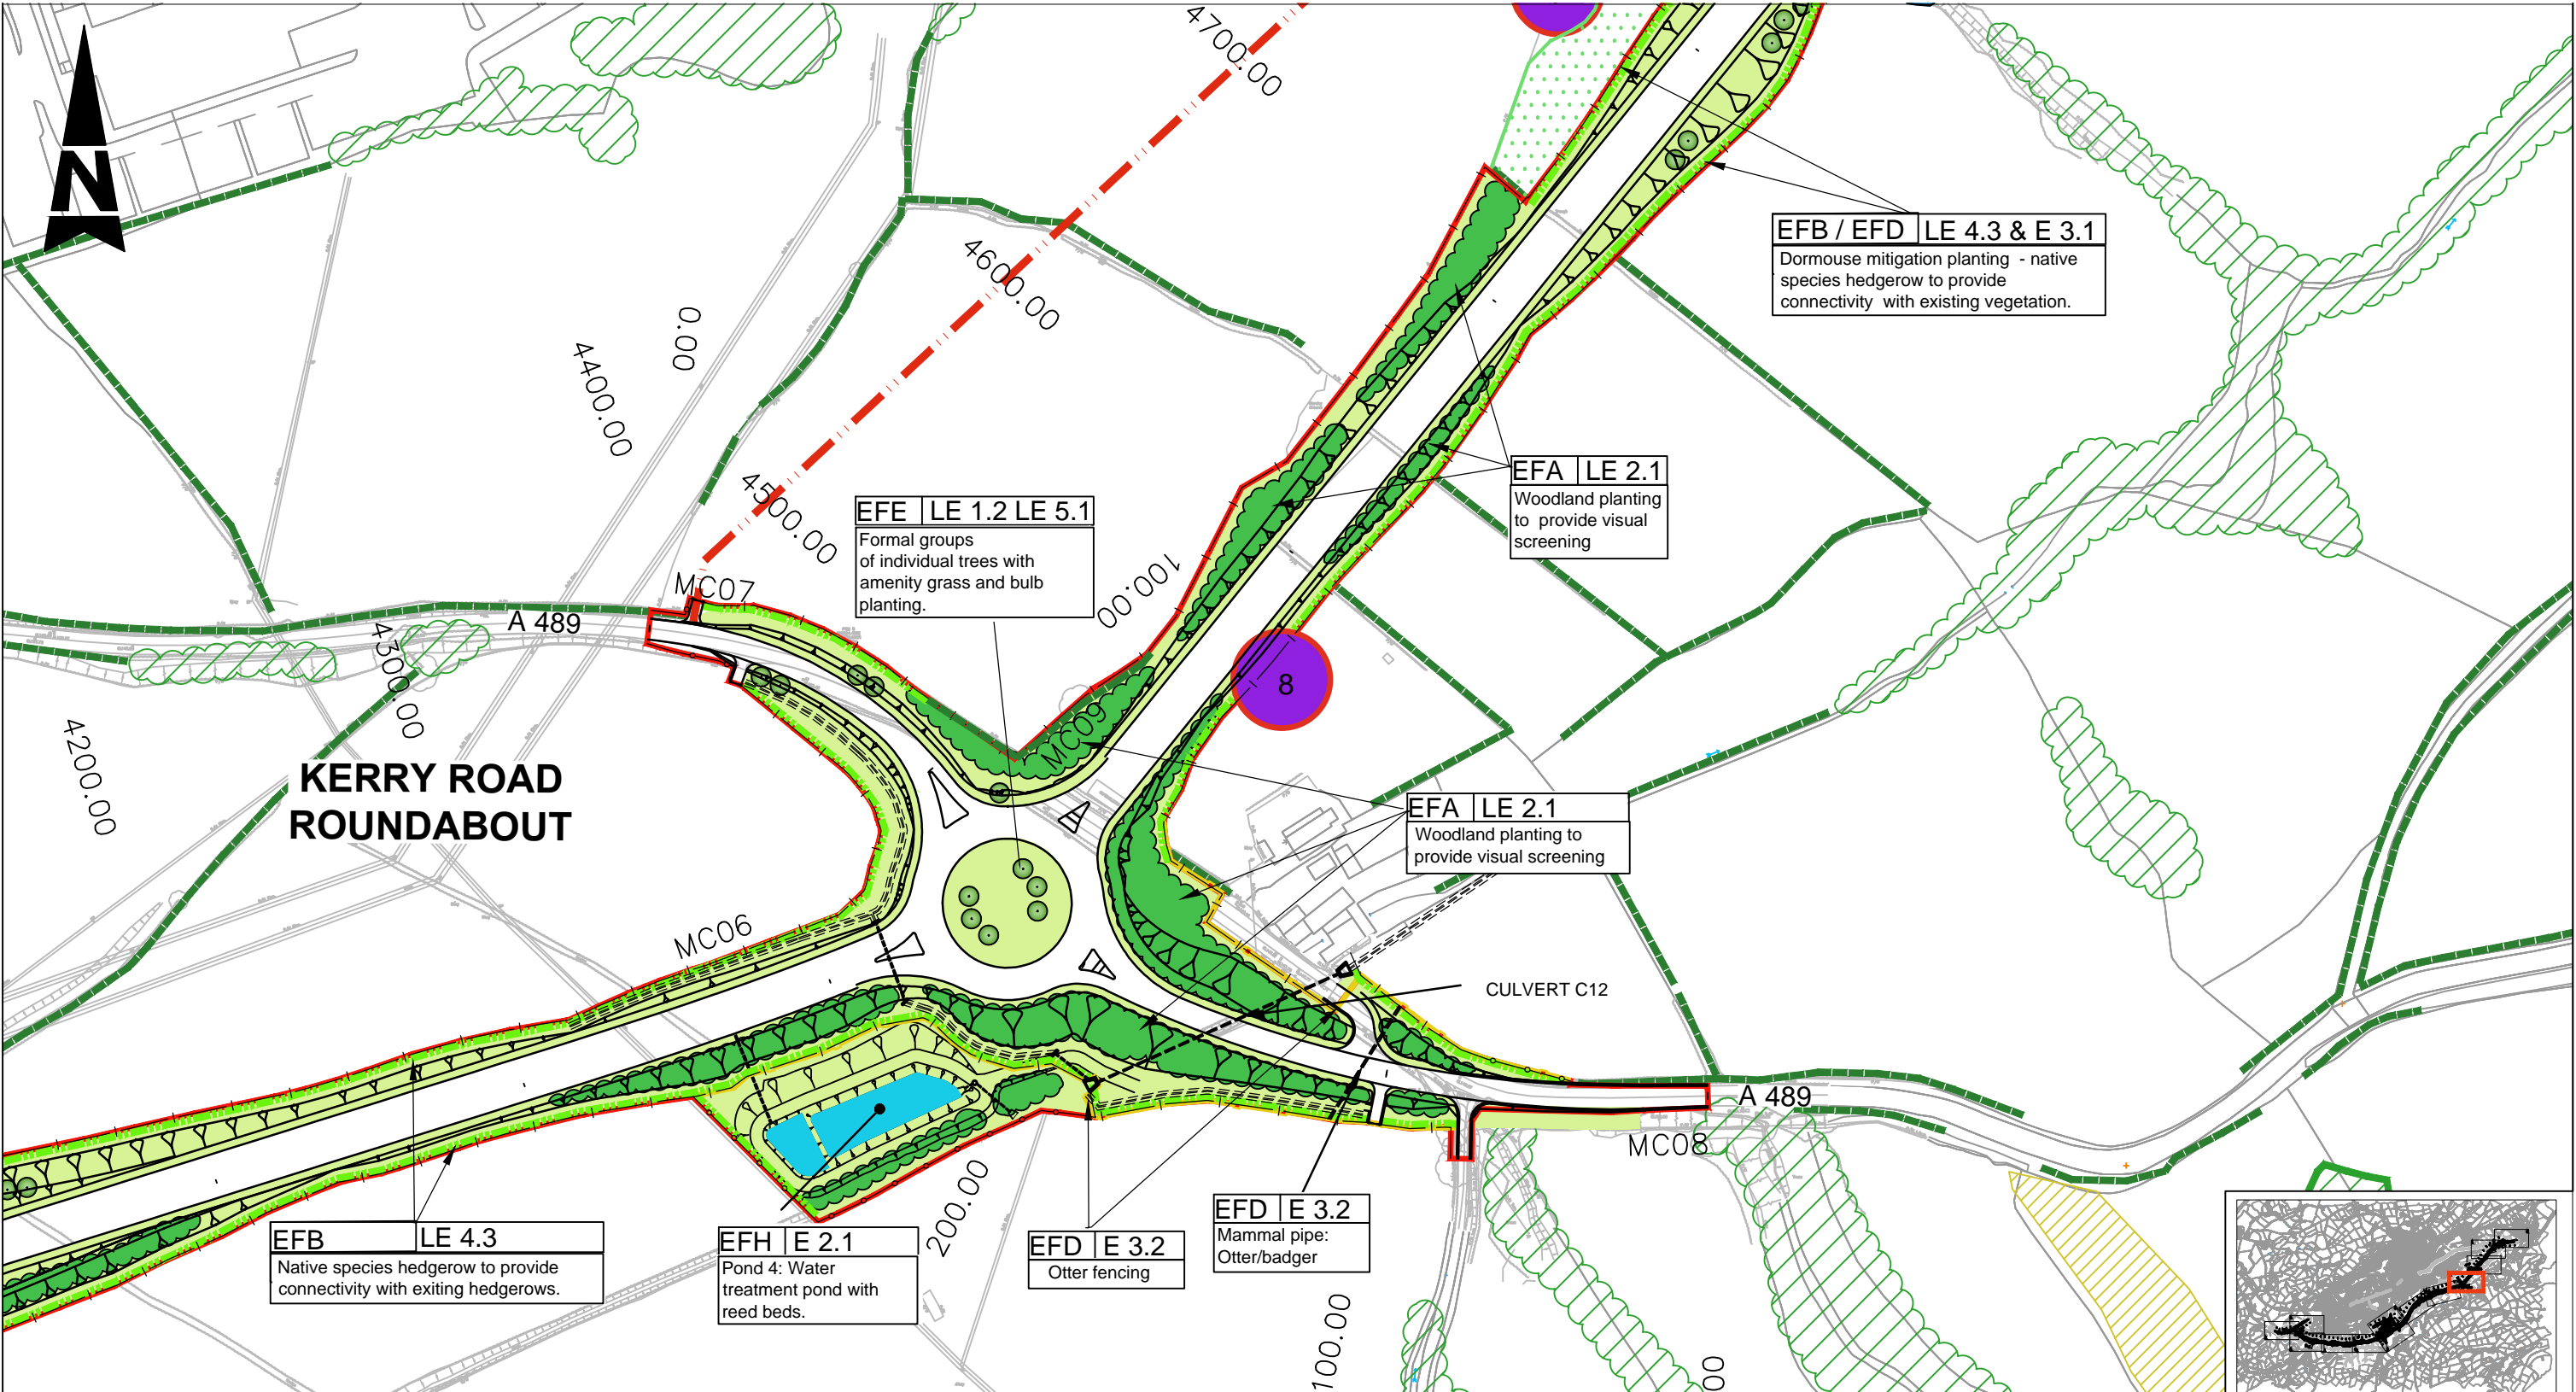 4700.00
N
EFB / EFD LE 4.3 & E 3.1
Dormouse mitigation planting - native
species hedgerow to provide
connectivity with existing vegetation.
4600.00
0.00
4400.00
4500.00
EFE LE 1.2 LE 5.1
Formal groups
of individual trees with
amenity grass and bulb
planting.
EFA LE 2.1
Woodland planting
to provide visual
screening
100.00
MC07
A 489
4300.00
4200.00
8
MC09
KERRY ROAD
ROUNDABOUT
EFA LE 2.1
Woodland planting to
provide visual screening
MC06
CULVERT C12
A 489
MC08
EFB LE 4.3
Native species hedgerow to provide
connectivity with exiting hedgerows.
EFH E 2.1
Pond 4: Water
treatment pond with
reed beds.
200.00
EFD E 3.2
Otter fencing
EFD E 3.2
Mammal pipe:
Otter/badger
100.00
00